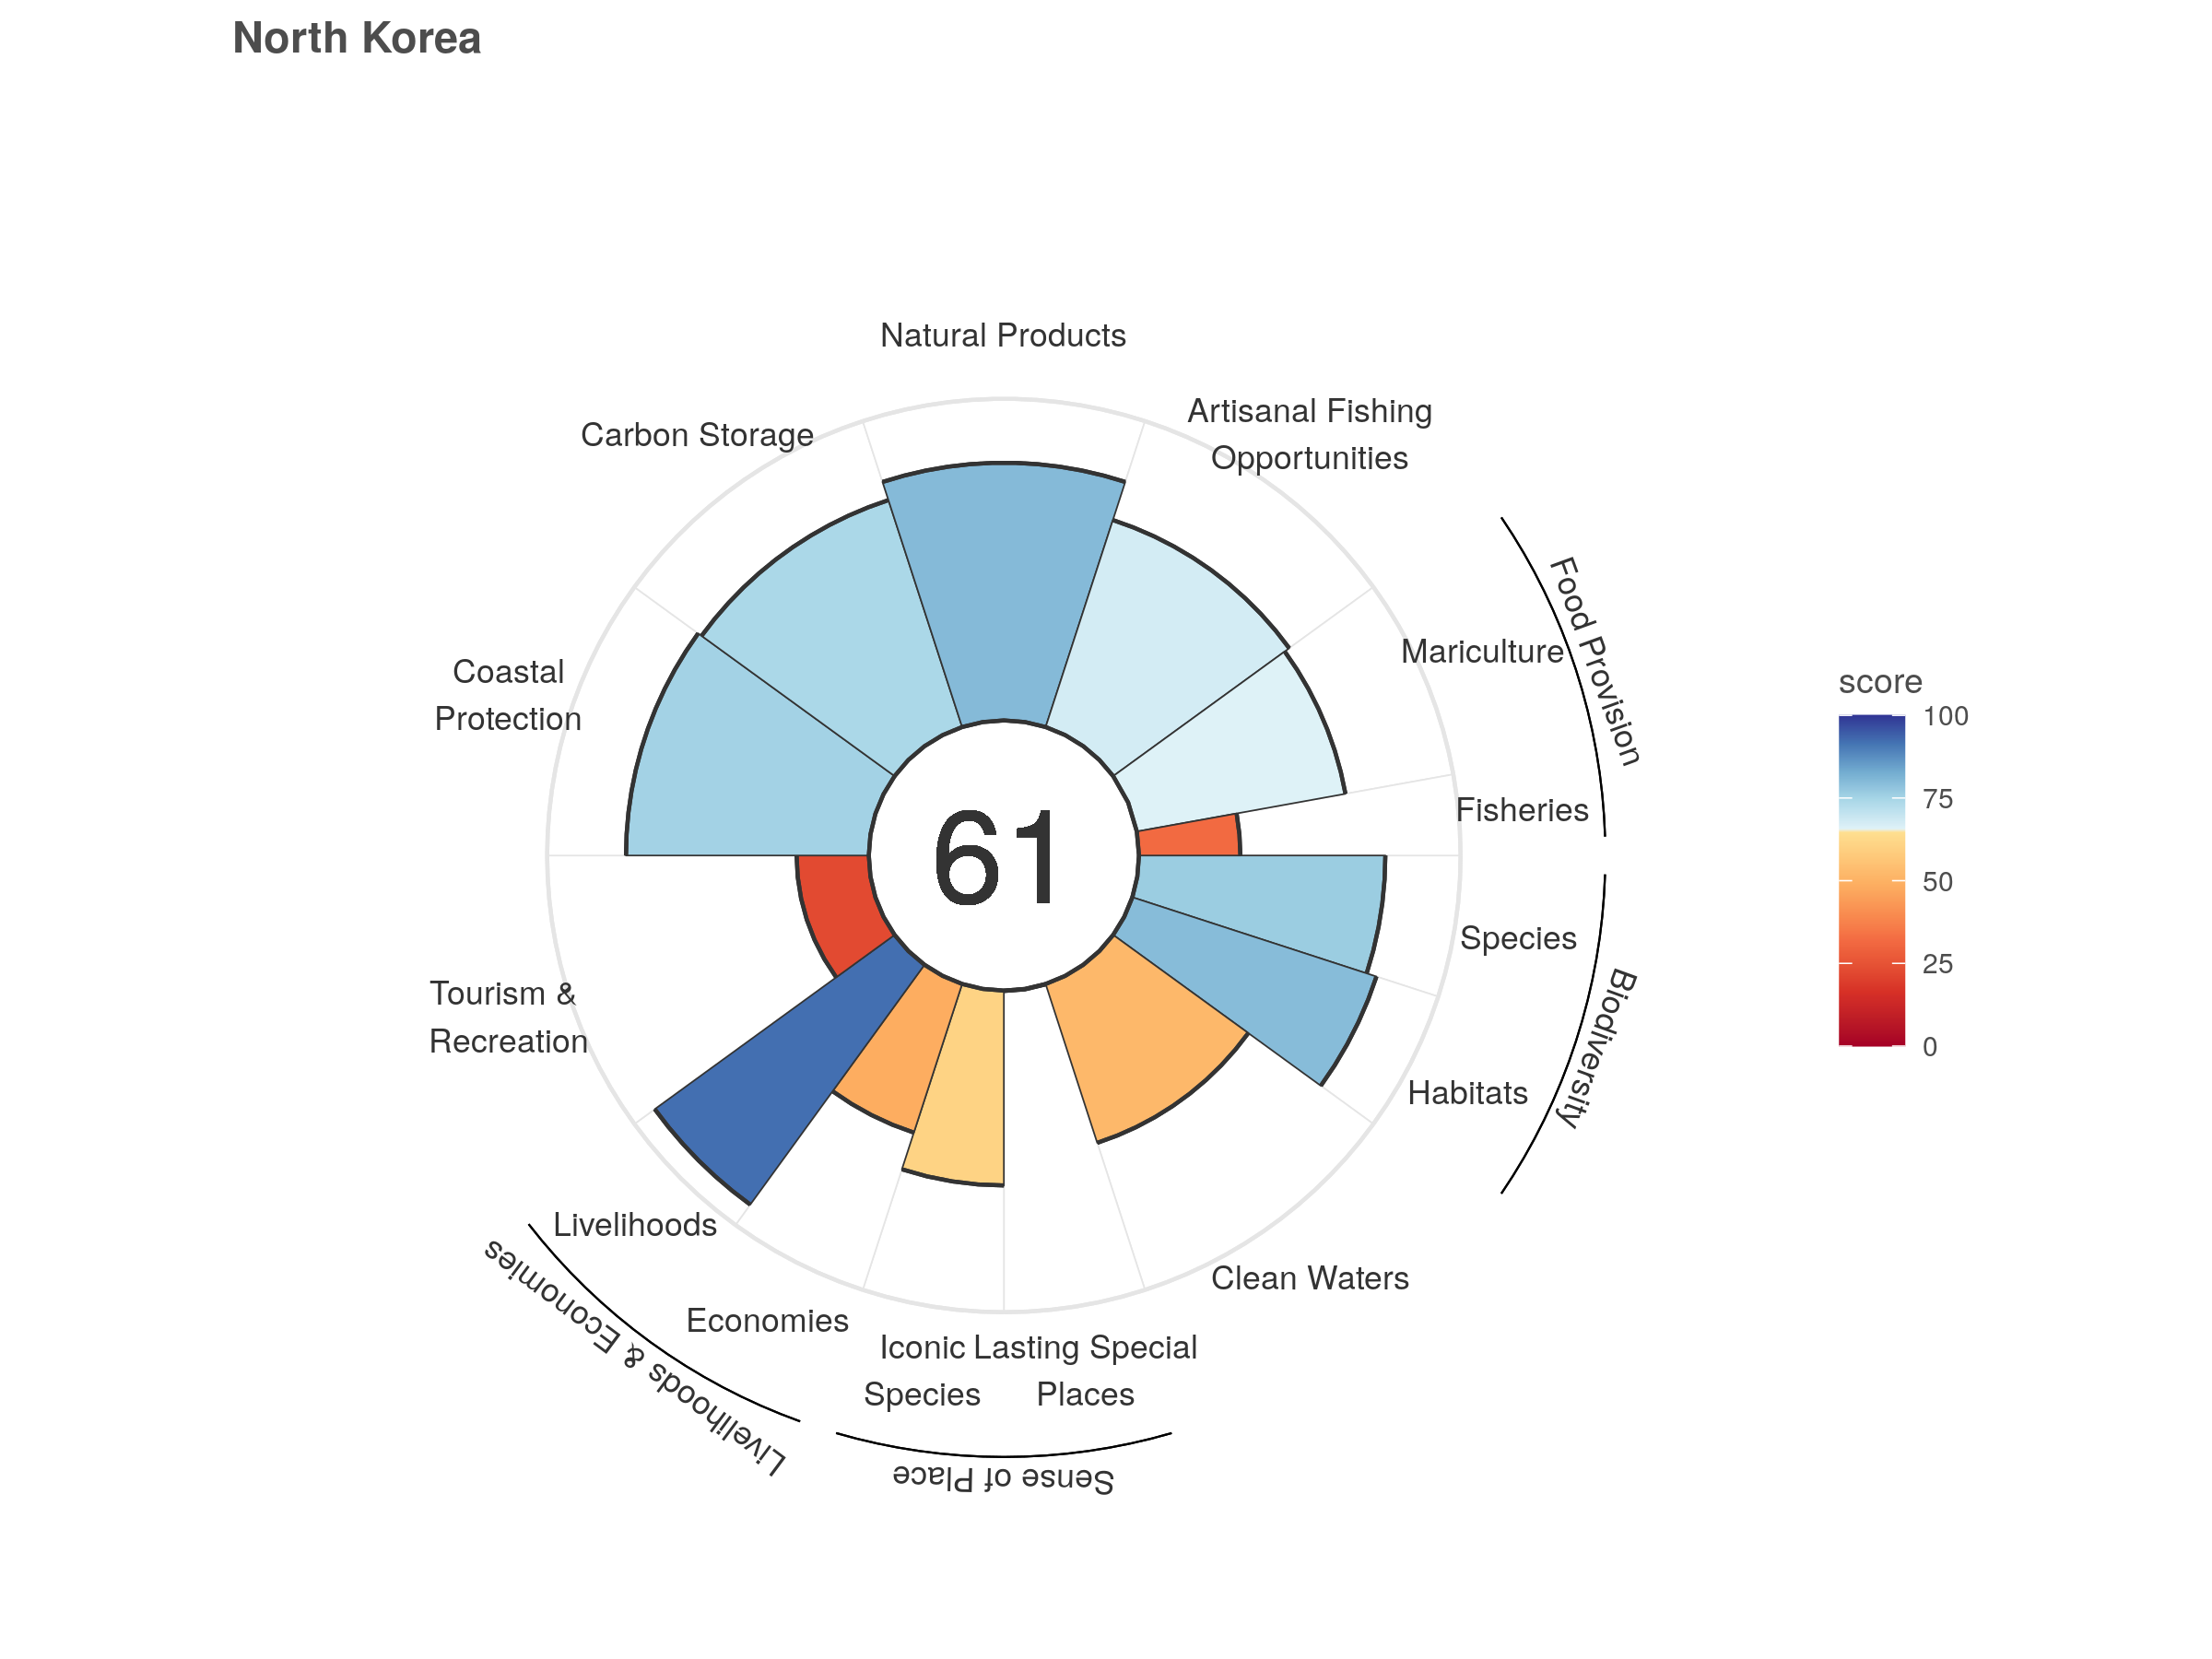 North Korea
Natural Products
Artisanal Fishing
Opportunities
Carbon Storage
Food Provision
Mariculture
Coastal
Protection
Fisheries
61
score
100
75
50
25
0
Species
Biodiversity
Habitats
Tourism &
Recreation
Livelihoods
Livelihoods & Economies
Economies
Clean Waters
Iconic
Species
Lasting Special
Places
Sense of Place